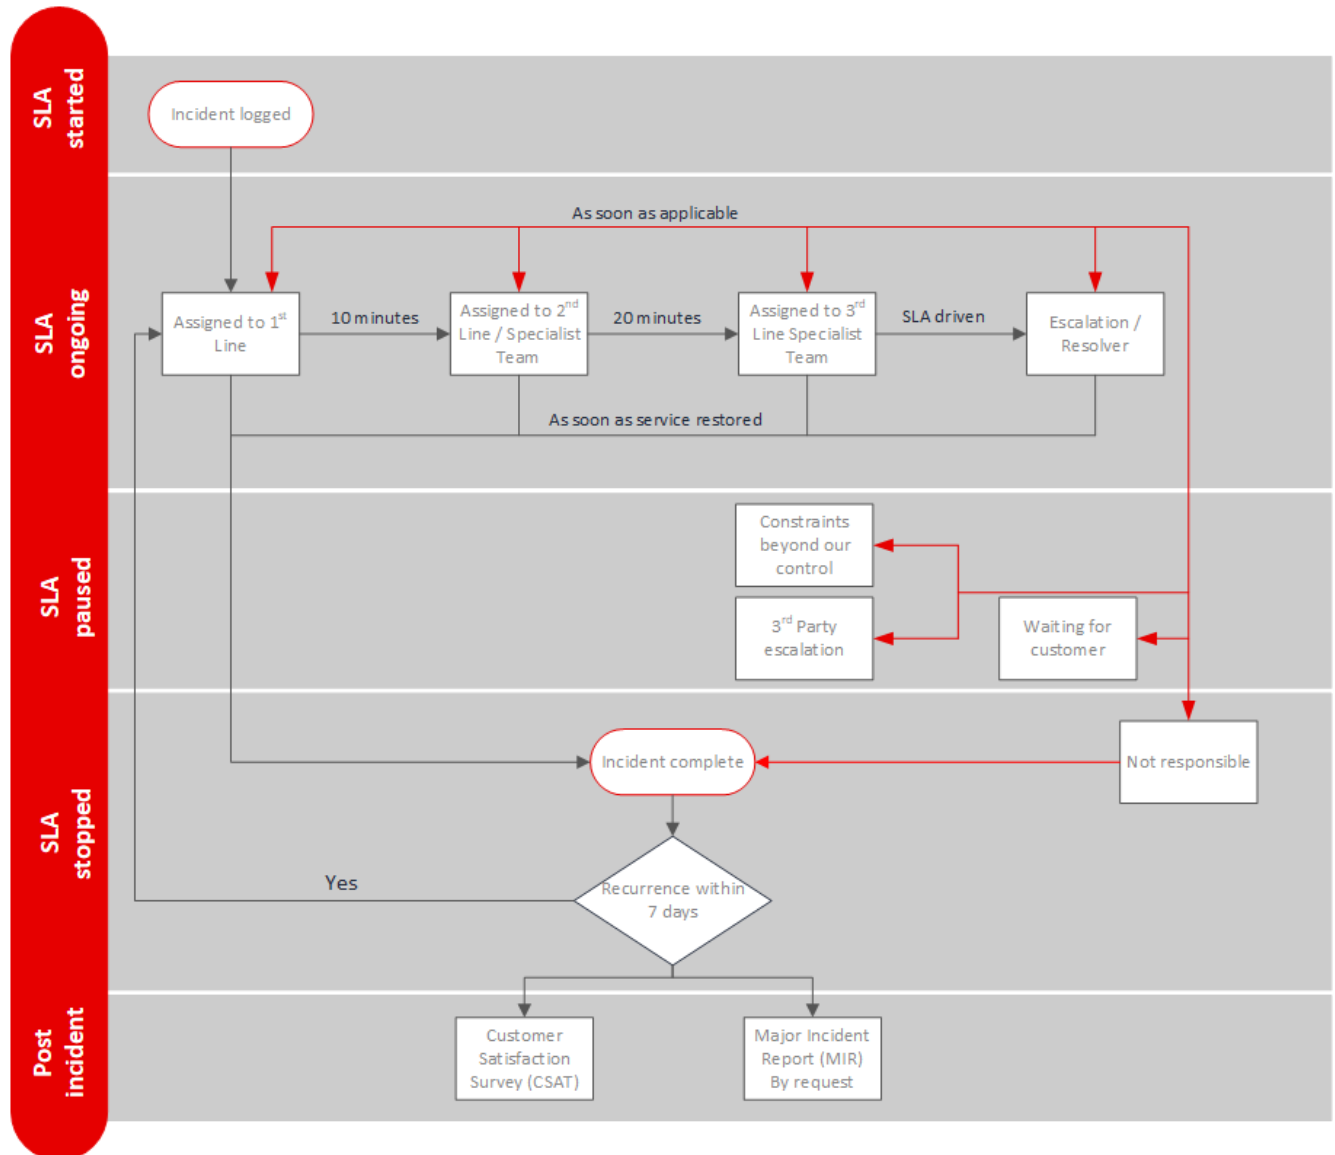 SLA
started
Incident logged
As soon as applicable
SLA
ongoing
Assigned to 1st
Line
10 minutes
Assigned to 2nd
Line / Specialist
Team
20 minutes
Assigned to 3rd
Line Specialist
Team
SLA driven
Escalation /
Resolver
As soon as service restored
SLA
paused
Constraints
beyond our
control
3rd Party
escalation
Waiting for
customer
SLA
stopped
Incident complete
Not responsible
Recurrence within
7 days
Yes
Post
incident
Customer
Satisfaction
Survey (CSAT)
Major Incident
Report (MIR)
By request